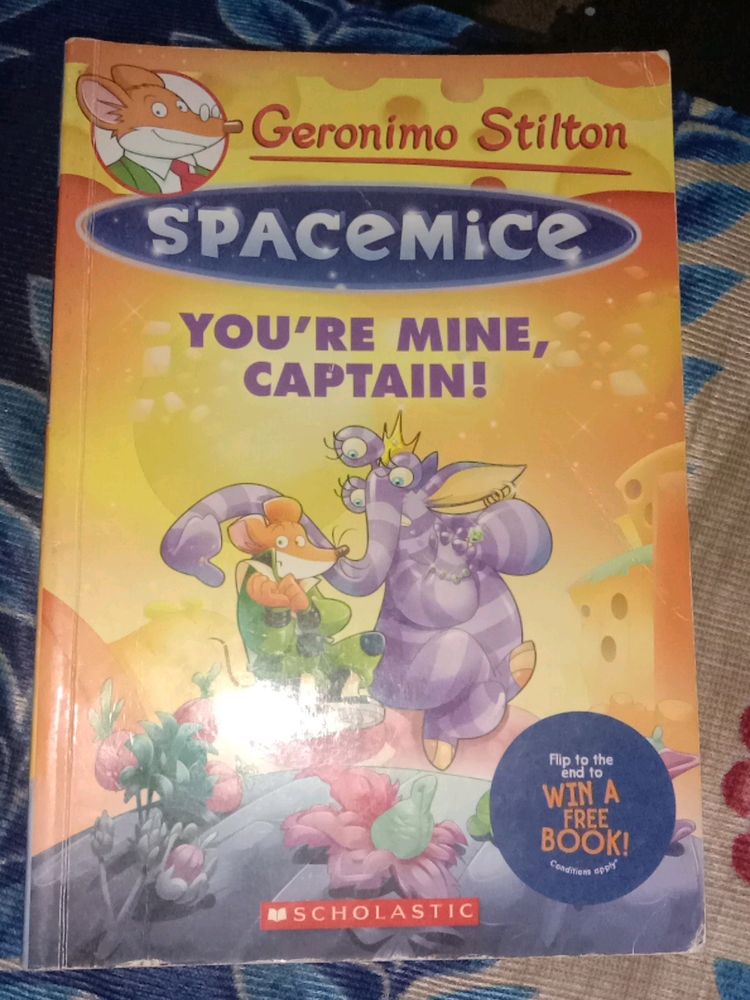 Geronimo Stilton
SPACEMICE
YOU'RE MINE,
CAPTAIN!
Flip to the
end to
WIN A
FREE
BOOK!
Conditions apply*
SCHOLASTIC